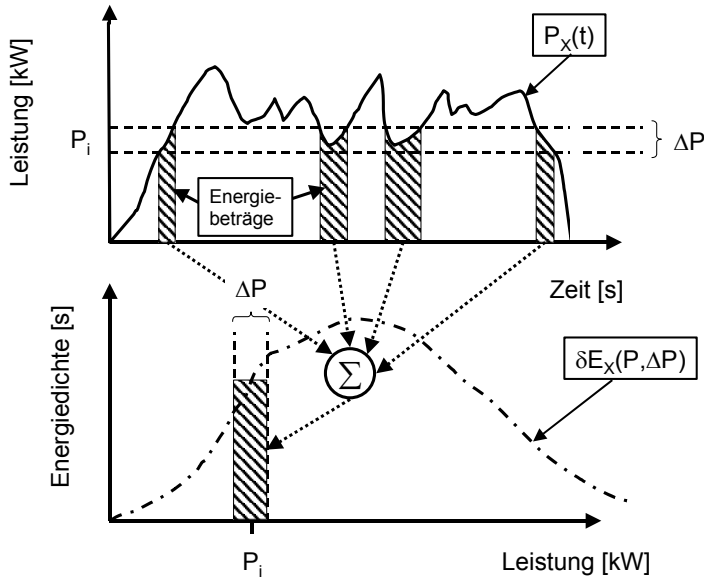 Leistung [kW]
P_X(t)
P_i
ΔP
Energie-
beträge
Zeit [s]
ΔP
Energiedichte [s]
Σ
δE_X(P,ΔP)
P_i
Leistung [kW]